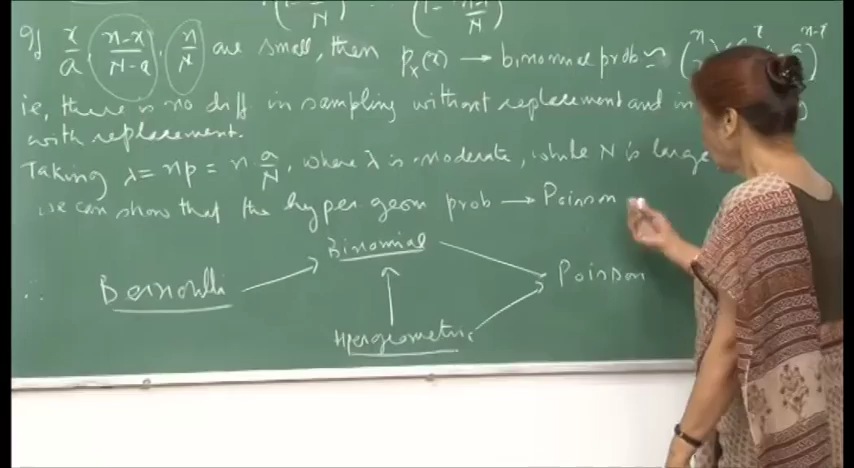 If x/a, (n-x)/(N-a), n/N are small, then P_X(x) → binomial prob ≃
ie, there is no diff in sampling without replacement and in
with replacement.
Taking λ = np = n·a/N, where λ is moderate, while N is large
we can show that the hyper geom prob → Poisson
Binomial
∴ Bernoulli Poisson
Hpergeometric